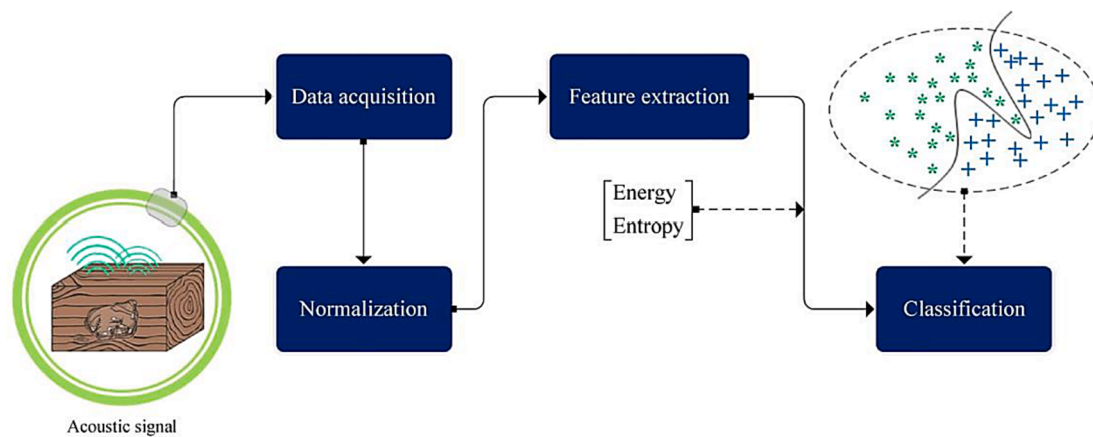 Data acquisition
Feature extraction
Energy
Entropy
Normalization
Classification
Acoustic signal